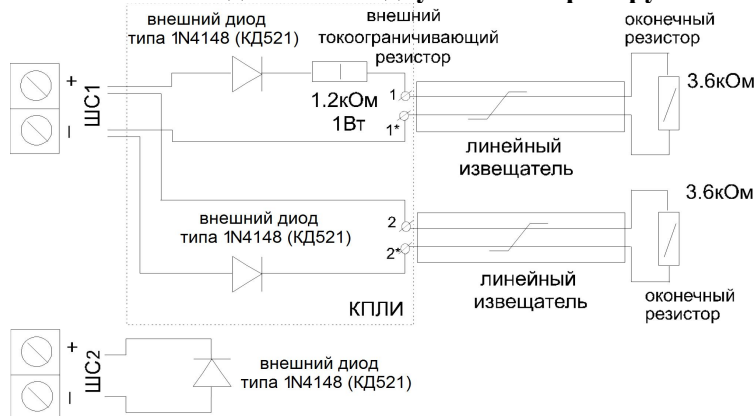 внешний диод
типа 1N4148 (КД521)
внешний
токоограничивающий
резистор
оконечный
резистор
+
–
ШС1
1.2кОм
1Вт
1
1*
3.6кОм
линейный
извещатель
внешний диод
типа 1N4148 (КД521)
2
2*
3.6кОм
линейный
извещатель
оконечный
резистор
КПЛИ
+
–
ШС2
внешний диод
типа 1N4148 (КД521)